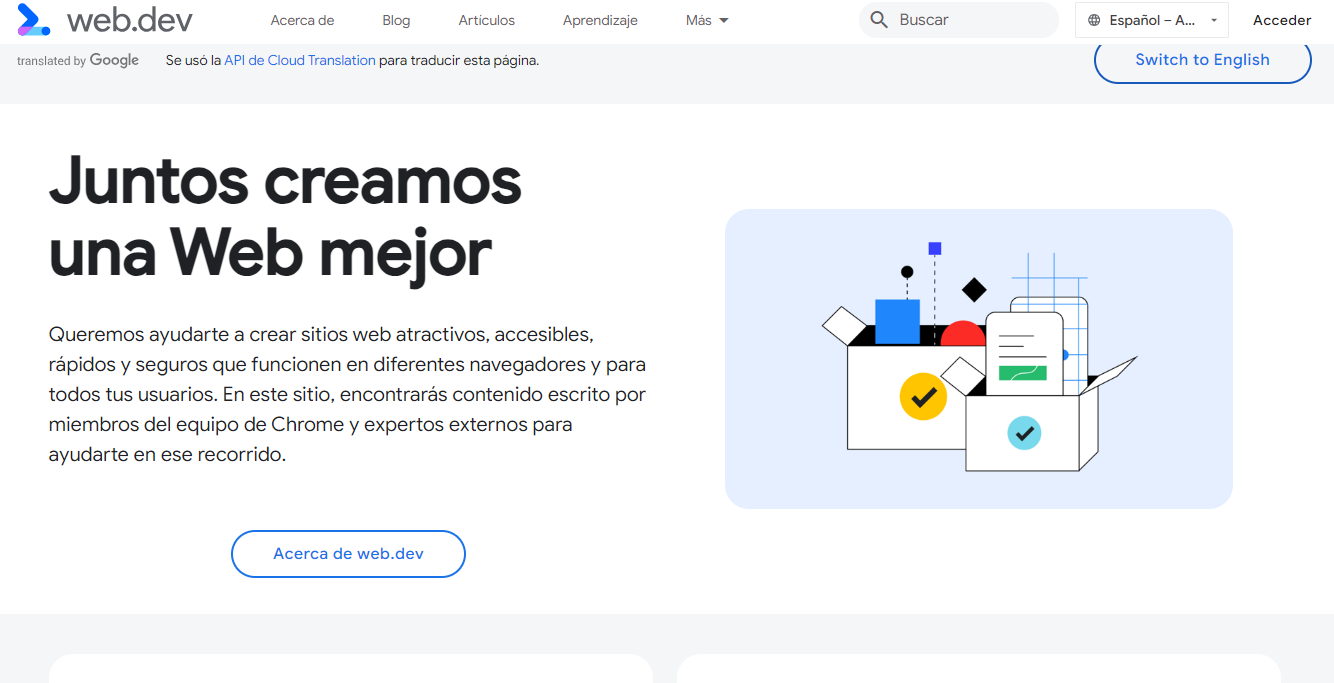 web.dev
Acerca de
Blog
Artículos
Aprendizaje
Más
Buscar
Español – A...
Acceder
translated by Google
Se usó la API de Cloud Translation para traducir esta página.
Switch to English
Juntos creamos
una Web mejor
Queremos ayudarte a crear sitios web atractivos, accesibles,
rápidos y seguros que funcionen en diferentes navegadores y para
todos tus usuarios. En este sitio, encontrarás contenido escrito por
miembros del equipo de Chrome y expertos externos para
ayudarte en ese recorrido.
Acerca de web.dev